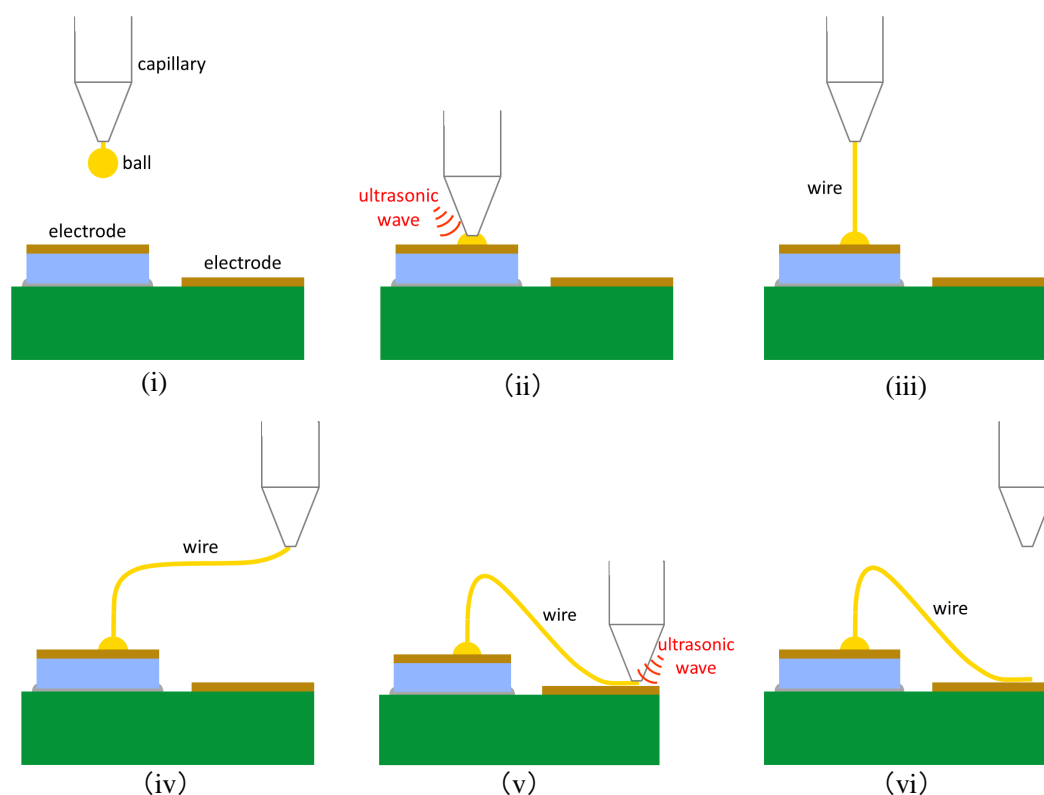 capillary
ball
electrode
electrode
(i)
ultrasonic
wave
(ii)
wire
(iii)
wire
(iv)
wire
ultrasonic
wave
(v)
wire
(vi)